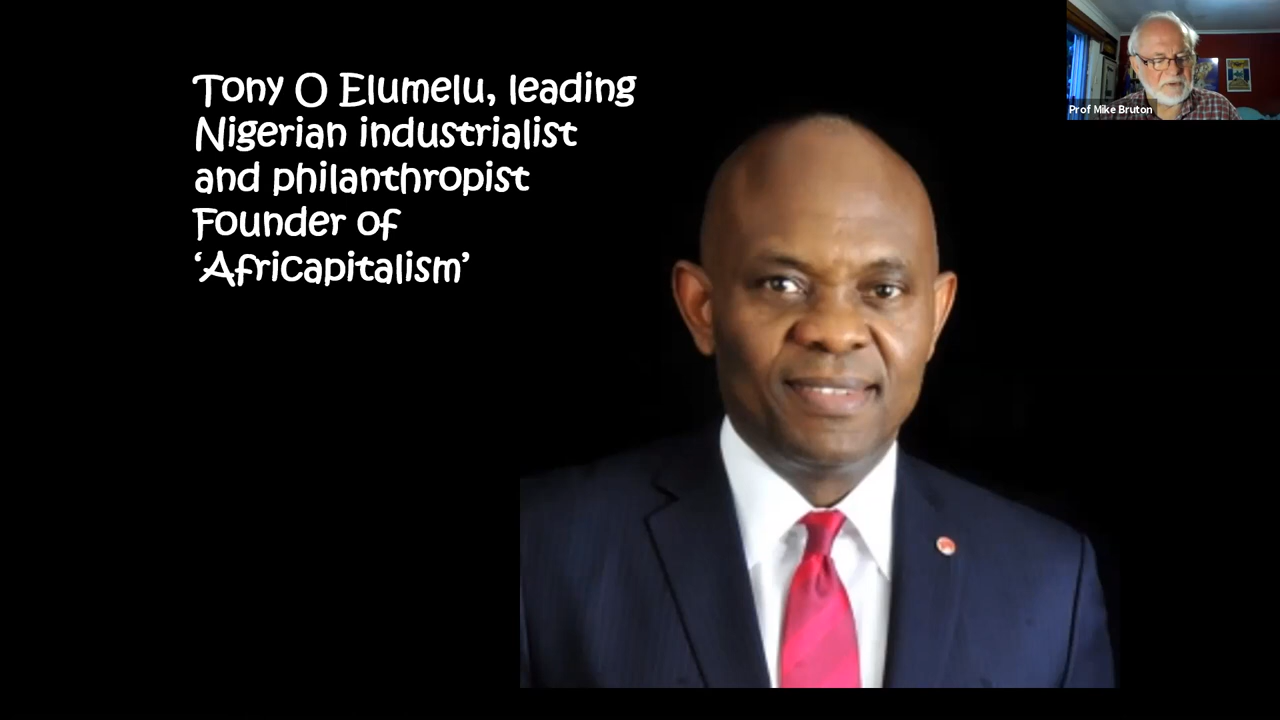 Tony O Elumelu, leading
Nigerian industrialist
and philanthropist
Founder of
‘Africapitalism’
Prof Mike Bruton